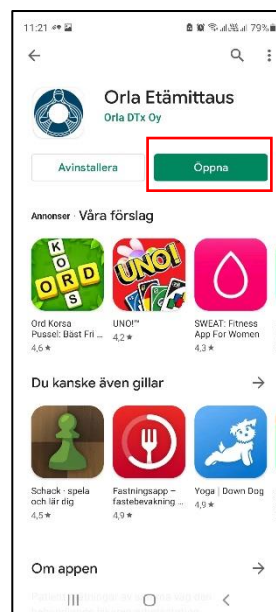 11:21
79%
Orla Etämittaus
Orla DTx Oy
Avinstallera
Öppna
Annonser · Våra förslag
K
O
ORD
S
UNO!
Ord Korsa
Pussel: Bäst Fri ...
4,6 ★
UNO!™
4,2 ★
SWEAT: Fitness
App For Women
4,3 ★
Du kanske även gillar
Schack · spela
och lär dig
4,5 ★
Fastningsapp –
fastebevakning ...
4,9 ★
Yoga | Down Dog
4,9 ★
Om appen